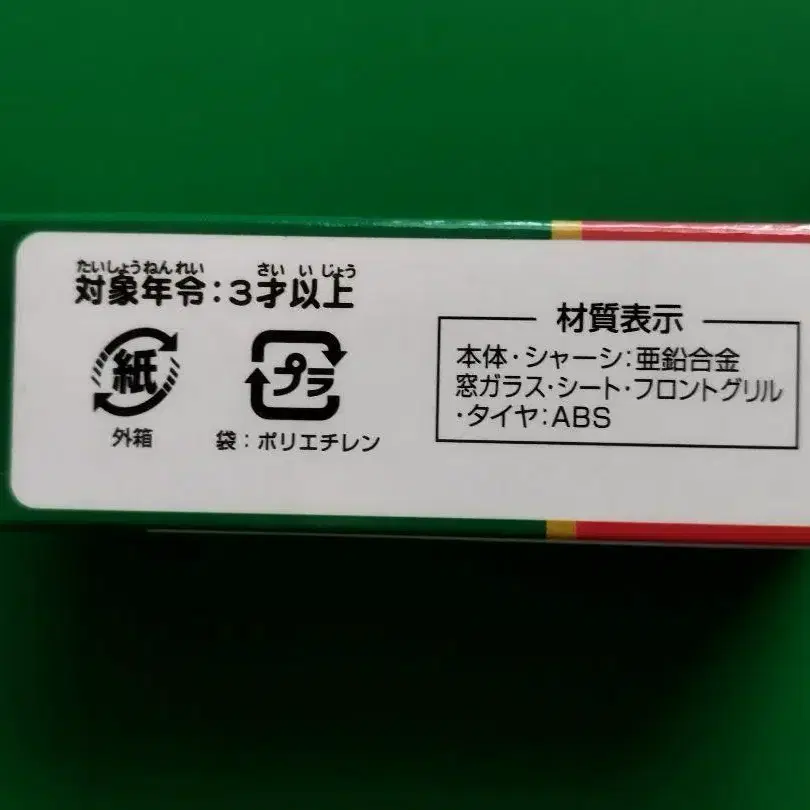 たいしょうねんれい さい いじょう
対象年令:3才以上
紙
プラ
外箱
袋:ポリエチレン
材質表示
本体・シャーシ:亜鉛合金
窓ガラス・シート・フロントグリル
・タイヤ:ABS